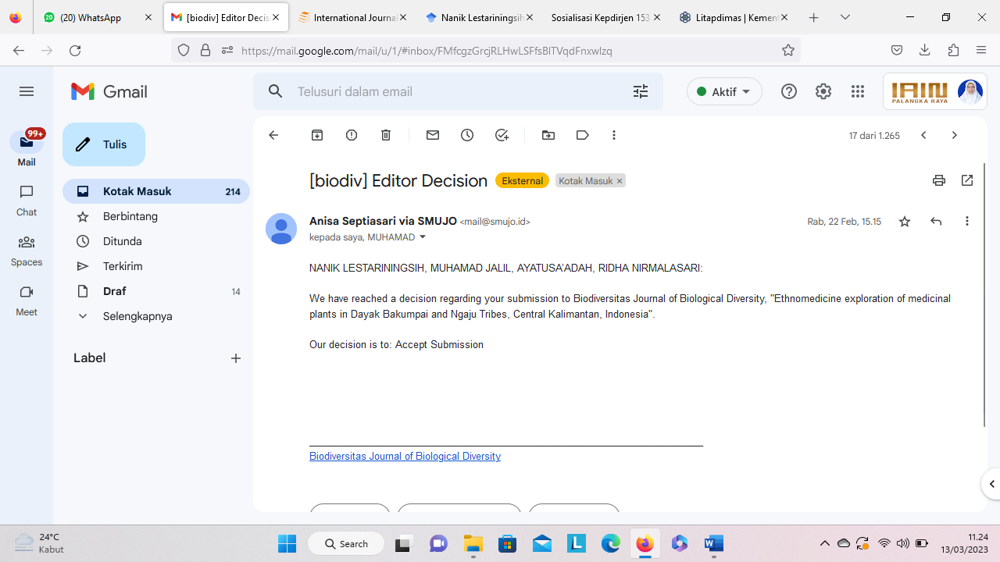 (20) WhatsApp
[biodiv] Editor Decis
International Journal
Nanik Lestariningsih
Sosialisasi Kepdirjen 153
Litapdimas | Kement
https://mail.google.com/mail/u/1/#inbox/FMfcgzGrcjRLHwLSFfsBlTVqdFnxwlzq
Gmail
Telusuri dalam email
Aktif
IAIN
PALANGKA RAYA
99+
Mail
Chat
Spaces
Meet
Tulis
Kotak Masuk 214
Berbintang
Ditunda
Terkirim
Draf 14
Selengkapnya
Label
17 dari 1.265
[biodiv] Editor Decision Eksternal Kotak Masuk ×
Anisa Septiasari via SMUJO <mail@smujo.id>
Rab, 22 Feb, 15.15
kepada saya, MUHAMAD
NANIK LESTARININGSIH, MUHAMAD JALIL, AYATUSA'ADAH, RIDHA NIRMALASARI:
We have reached a decision regarding your submission to Biodiversitas Journal of Biological Diversity, "Ethnomedicine exploration of medicinal
plants in Dayak Bakumpai and Ngaju Tribes, Central Kalimantan, Indonesia".
Our decision is to: Accept Submission
Biodiversitas Journal of Biological Diversity
24°C
Kabut
Search
11.24
13/03/2023